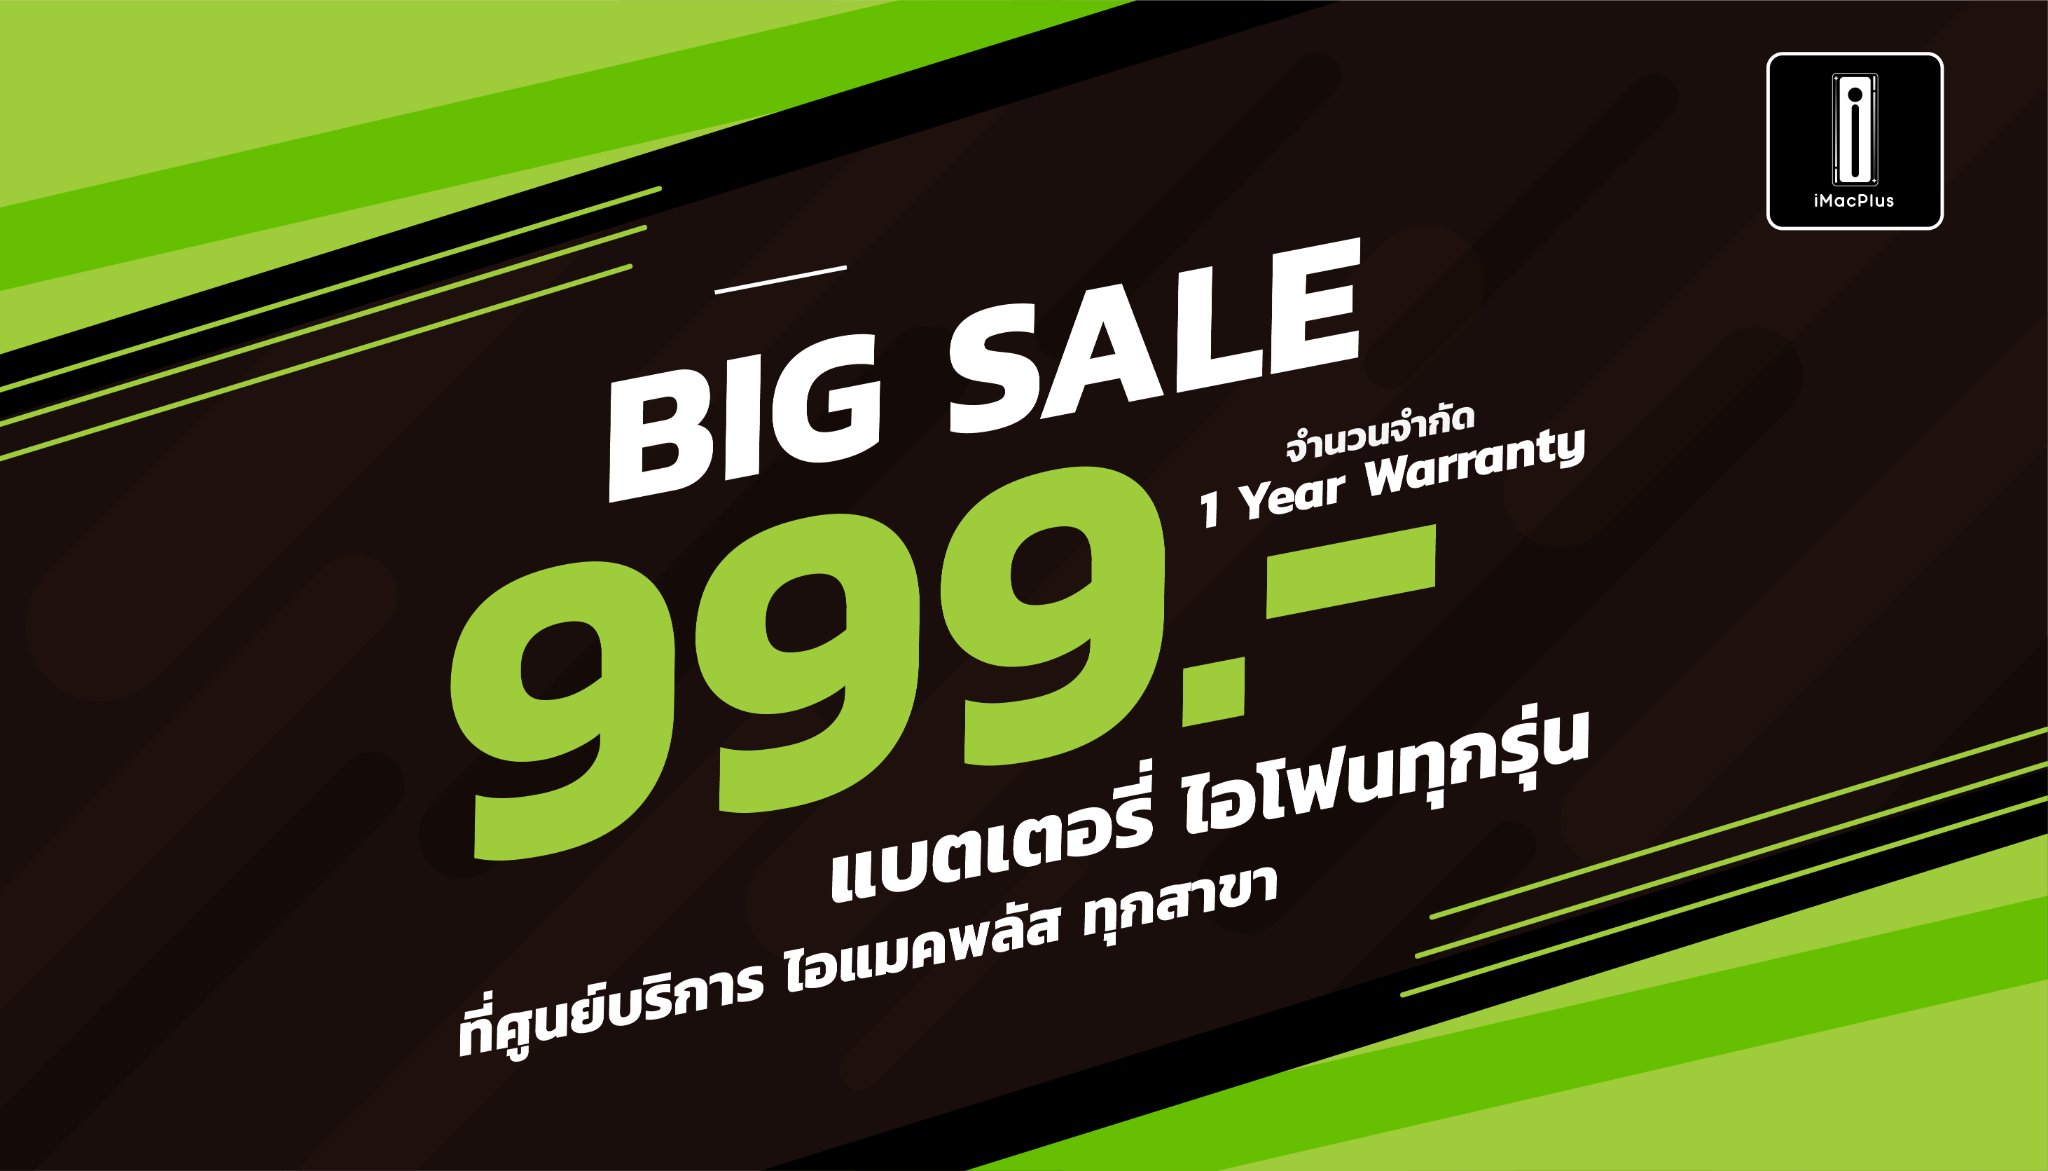 iMacPlus
BIG SALE
จำนวนจำกัด
1 Year Warranty
999.-
แบตเตอรี่ ไอโฟนทุกรุ่น
ที่ศูนย์บริการ ไอแมคพลัส ทุกสาขา